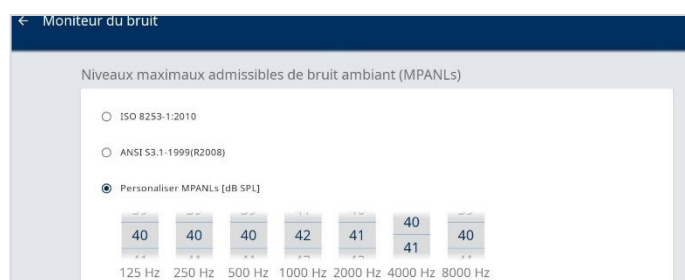 ← Moniteur du bruit
Niveaux maximaux admissibles de bruit ambiant (MPANLs)
ISO 8253-1:2010
ANSI S3.1-1999(R2008)
Personaliser MPANLs [dB SPL]
40
40 40 40 42 41 41 40
125 Hz 250 Hz 500 Hz 1000 Hz 2000 Hz 4000 Hz 8000 Hz